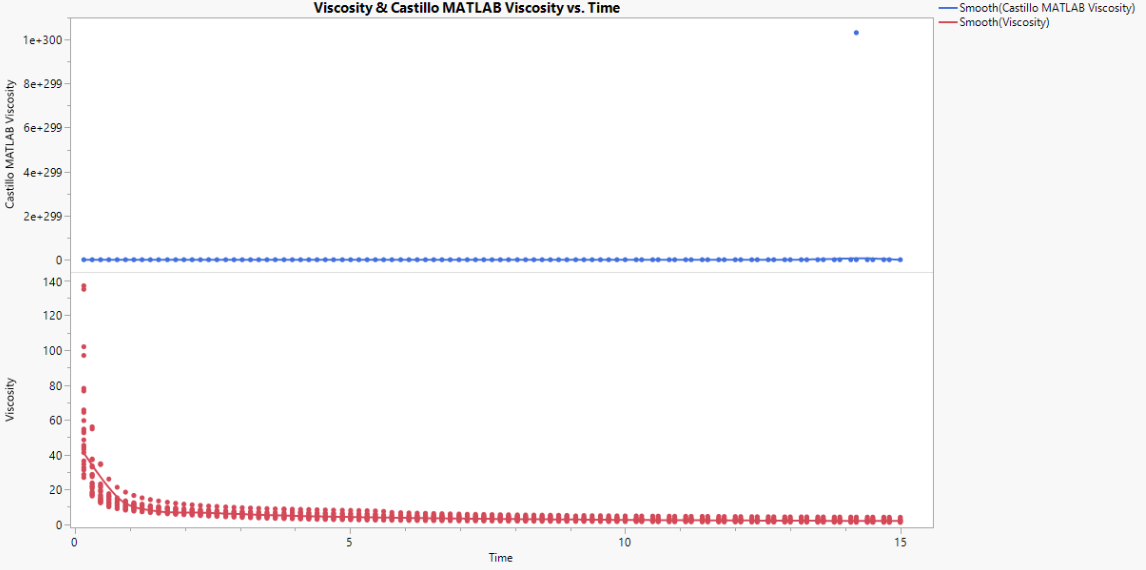 Viscosity & Castillo MATLAB Viscosity vs. Time
Smooth(Castillo MATLAB Viscosity)
Smooth(Viscosity)
Castillo MATLAB Viscosity
1e+300
8e+299
6e+299
4e+299
2e+299
0
Viscosity
140
120
100
80
60
40
20
0
0 5 10 15
Time